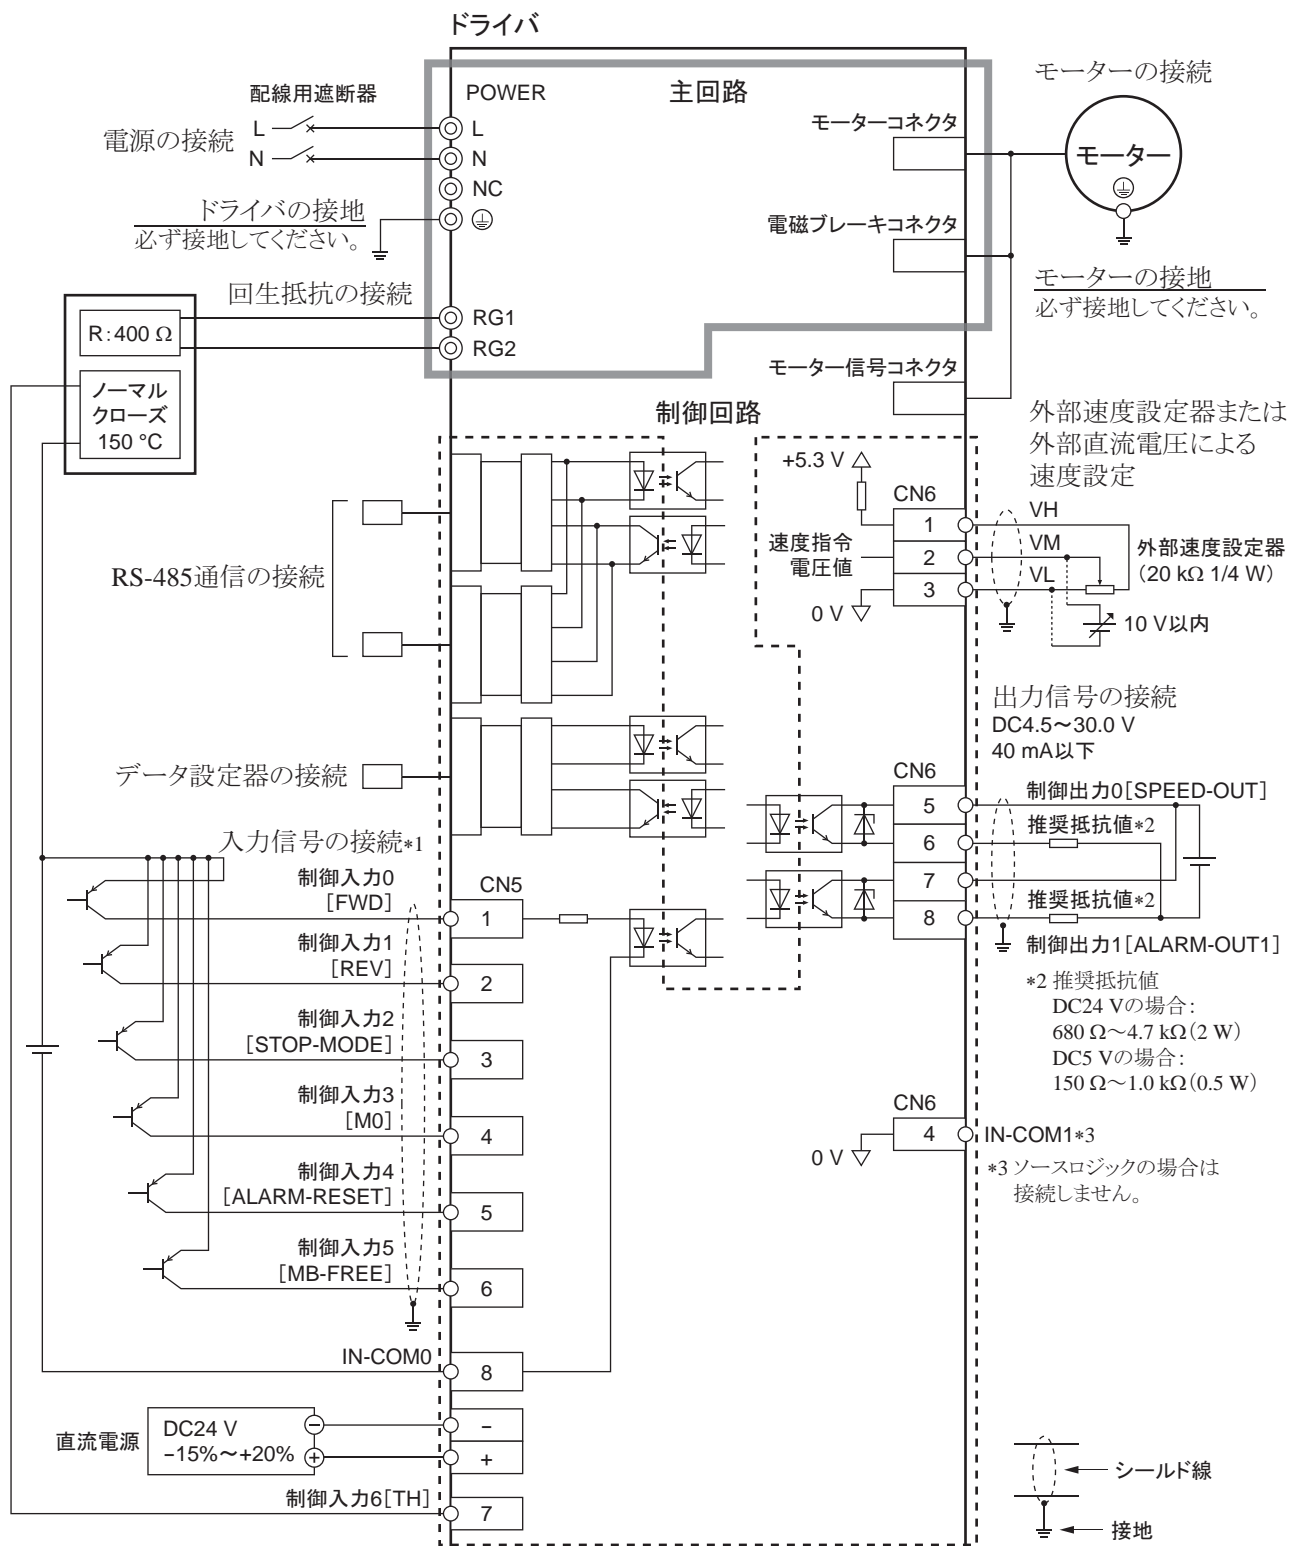 ドライバ
配線用遮断器
電源の接続
L
N
POWER
主回路
L
N
NC
ドライバの接地
必ず接地してください。
モーターコネクタ
電磁ブレーキコネクタ
モーターの接続
モーター
モーターの接地
必ず接地してください。
回生抵抗の接続
R:400 Ω
ノーマル
クローズ
150 °C
RG1
RG2
モーター信号コネクタ
制御回路
外部速度設定器または
外部直流電圧による
速度設定
+5.3 V
CN6
1
2
3
速度指令
電圧値
0 V
VH
VM
VL
外部速度設定器
(20 kΩ 1/4 W)
10 V以内
RS-485通信の接続
データ設定器の接続
出力信号の接続
DC4.5～30.0 V
40 mA以下
CN6
5
6
7
8
制御出力0[SPEED-OUT]
推奨抵抗値*2
推奨抵抗値*2
制御出力1[ALARM-OUT1]
*2 推奨抵抗値
DC24 Vの場合:
680 Ω～4.7 kΩ(2 W)
DC5 Vの場合:
150 Ω～1.0 kΩ(0.5 W)
入力信号の接続*1
制御入力0
[FWD]
CN5
1
制御入力1
[REV]
2
制御入力2
[STOP-MODE]
3
制御入力3
[M0]
4
制御入力4
[ALARM-RESET]
5
制御入力5
[MB-FREE]
6
CN6
4
0 V
IN-COM1*3
*3 ソースロジックの場合は
接続しません。
IN-COM0
8
直流電源
DC24 V
−15%～+20%
−
+
−
+
制御入力6[TH]
7
シールド線
接地